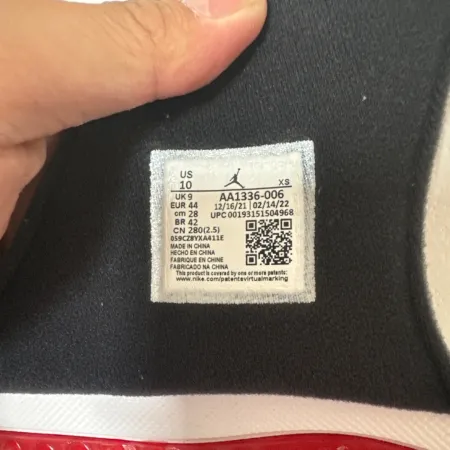 US
10 XS
UK 9 AA1336-006
EUR 44 12/16/21 | 02/14/22
cm 28 UPC 00193151504968
BR 42
CN 280(2.5)
059CZ8YXA411E
MADE IN CHINA
HECHO EN CHINA
FABRIQUE EN CHINE
FABRICADO NA CHINA
This product is covered by one or more patents.
www.nike.com/patentsvirtualmarking